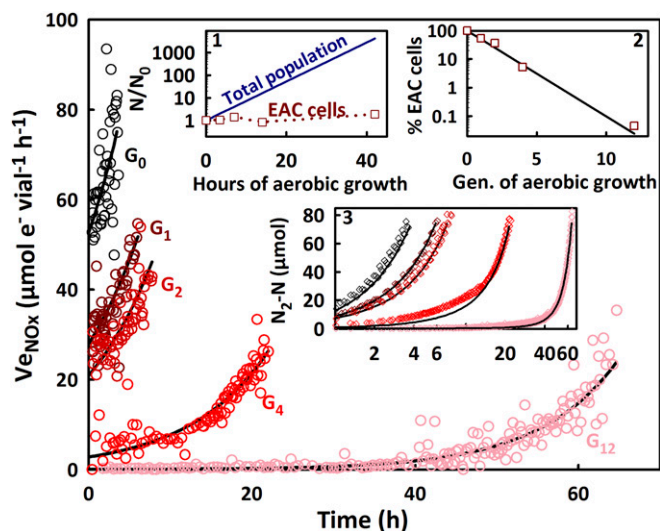 1
Total population
EAC cells
N/N0
1000
100
10
1
1
0
20
40
Hours of aerobic growth
2
% EAC cells
100
10
100
1
0.1
0
5
10
Gen. of aerobic growth
3
N2-N (µmol)
80
60
40
20
0
2
4
6
20
40 60
G0
G1
G2
G4
G12
VeNOx (µmol e- vial-1 h-1)
100
80
60
40
20
0
0
20
40
60
Time (h)